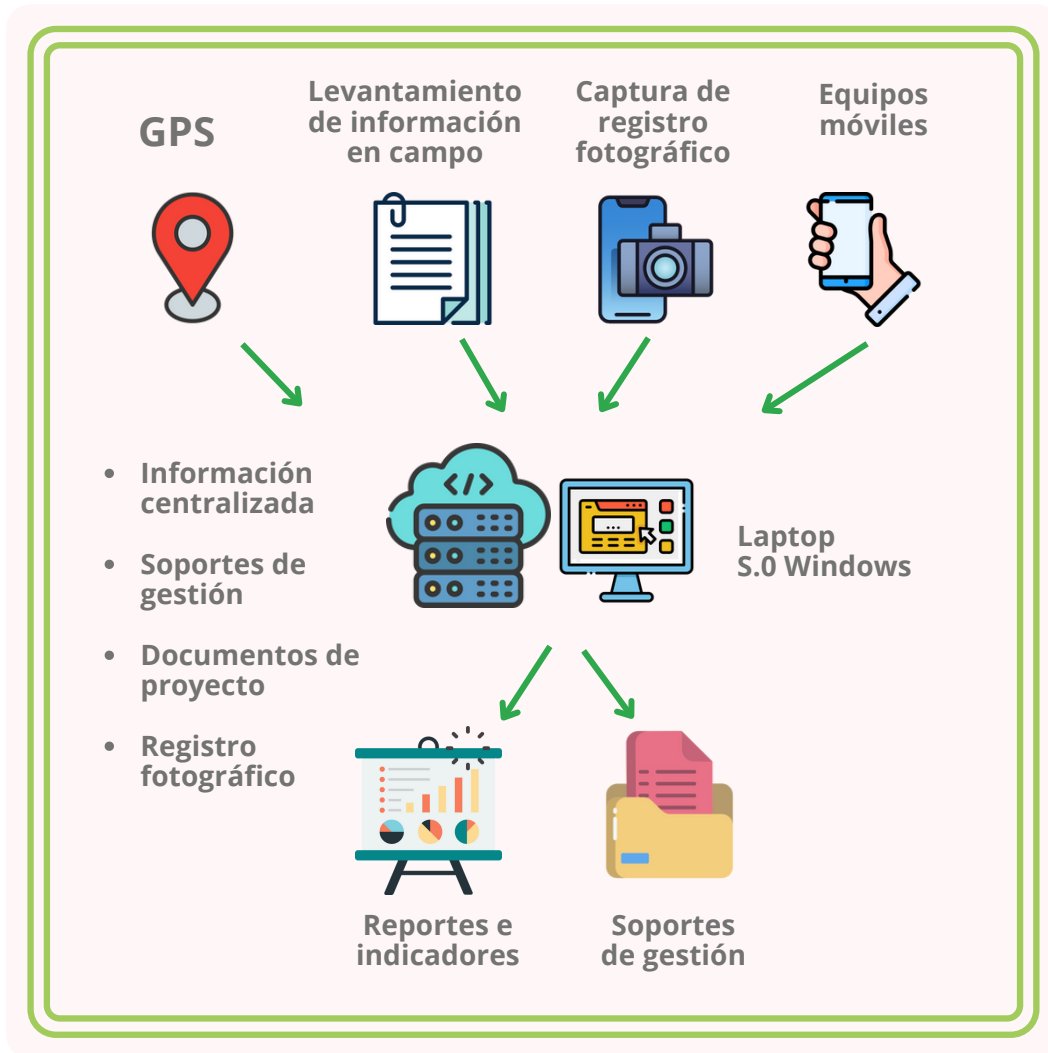 GPS
Levantamiento
de información
en campo
Captura de
registro
fotográfico
Equipos
móviles
• Información
centralizada
• Soportes de
gestión
• Documentos de
proyecto
• Registro
fotográfico
</>
Laptop
S.0 Windows
Reportes e
indicadores
Soportes
de gestión